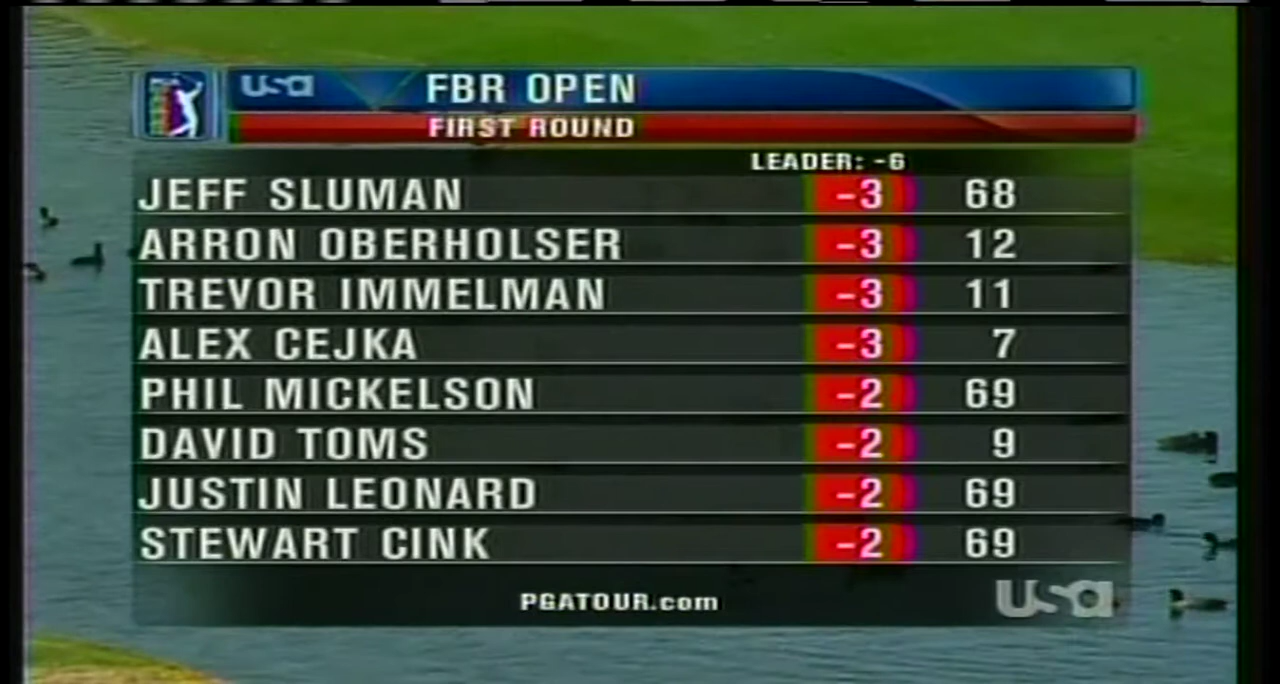 usa FBR OPEN
FIRST ROUND
LEADER: -6
JEFF SLUMAN -3 68
ARRON OBERHOLSER -3 12
TREVOR IMMELMAN -3 11
ALEX CEJKA -3 7
PHIL MICKELSON -2 69
DAVID TOMS -2 9
JUSTIN LEONARD -2 69
STEWART CINK -2 69
PGATOUR.com
usa